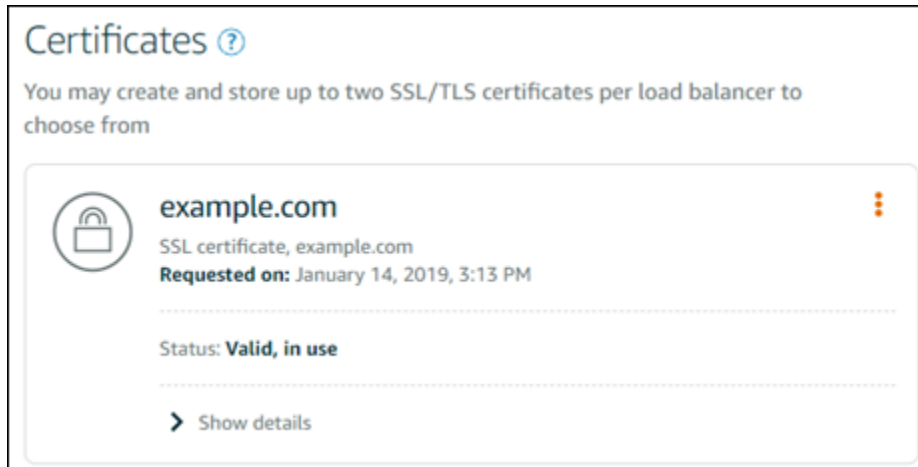 Certificates ?
You may create and store up to two SSL/TLS certificates per load balancer to
choose from
example.com
SSL certificate, example.com
Requested on: January 14, 2019, 3:13 PM
Status: Valid, in use
Show details